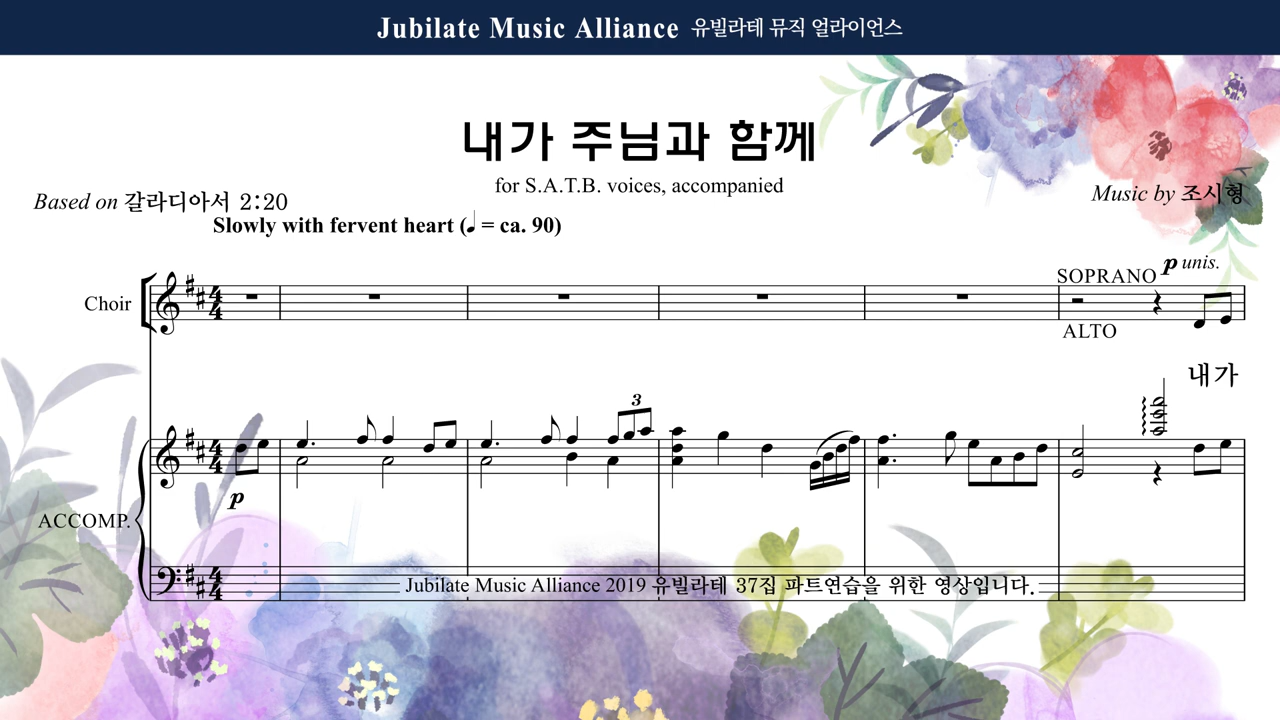 Jubilate Music Alliance 유빌라테 뮤직 얼라이언스
내가 주님과 함께
for S.A.T.B. voices, accompanied
Based on 갈라디아서 2:20
Music by 조시형
Slowly with fervent heart (♩ = ca. 90)
SOPRANO p unis.
Choir
ALTO
내가
3
p
ACCOMP.
Jubilate Music Alliance 2019 유빌라테 37집 파트연습을 위한 영상입니다.